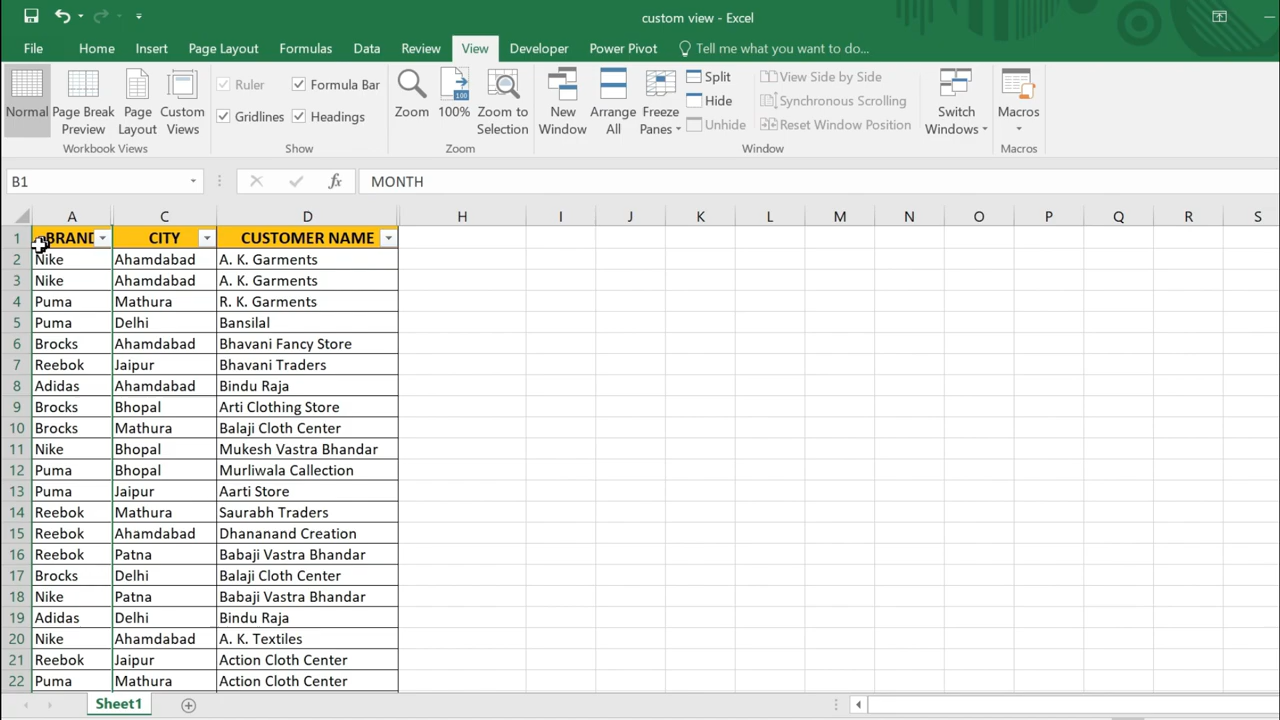 custom view - Excel
File Home Insert Page Layout Formulas Data Review View Developer Power Pivot Tell me what you want to do...
Normal
Page Break Preview
Page Layout
Custom Views
Workbook Views
Ruler
Formula Bar
Gridlines
Headings
Show
Zoom
100
100%
Zoom to Selection
Zoom
New Window
Arrange All
Freeze Panes
Split
Hide
Unhide
View Side by Side
Synchronous Scrolling
Reset Window Position
Window
Switch Windows
Macros
Macros
B1 fx MONTH
A C D H I J K L M N O P Q R S
1 BRAND CITY CUSTOMER NAME
2 Nike Ahamdabad A. K. Garments
3 Nike Ahamdabad A. K. Garments
4 Puma Mathura R. K. Garments
5 Puma Delhi Bansilal
6 Brocks Ahamdabad Bhavani Fancy Store
7 Reebok Jaipur Bhavani Traders
8 Adidas Ahamdabad Bindu Raja
9 Brocks Bhopal Arti Clothing Store
10 Brocks Mathura Balaji Cloth Center
11 Nike Bhopal Mukesh Vastra Bhandar
12 Puma Bhopal Murliwala Callection
13 Puma Jaipur Aarti Store
14 Reebok Mathura Saurabh Traders
15 Reebok Ahamdabad Dhananand Creation
16 Reebok Patna Babaji Vastra Bhandar
17 Brocks Delhi Balaji Cloth Center
18 Nike Patna Babaji Vastra Bhandar
19 Adidas Delhi Bindu Raja
20 Nike Ahamdabad A. K. Textiles
21 Reebok Jaipur Action Cloth Center
22 Puma Mathura Action Cloth Center
Sheet1